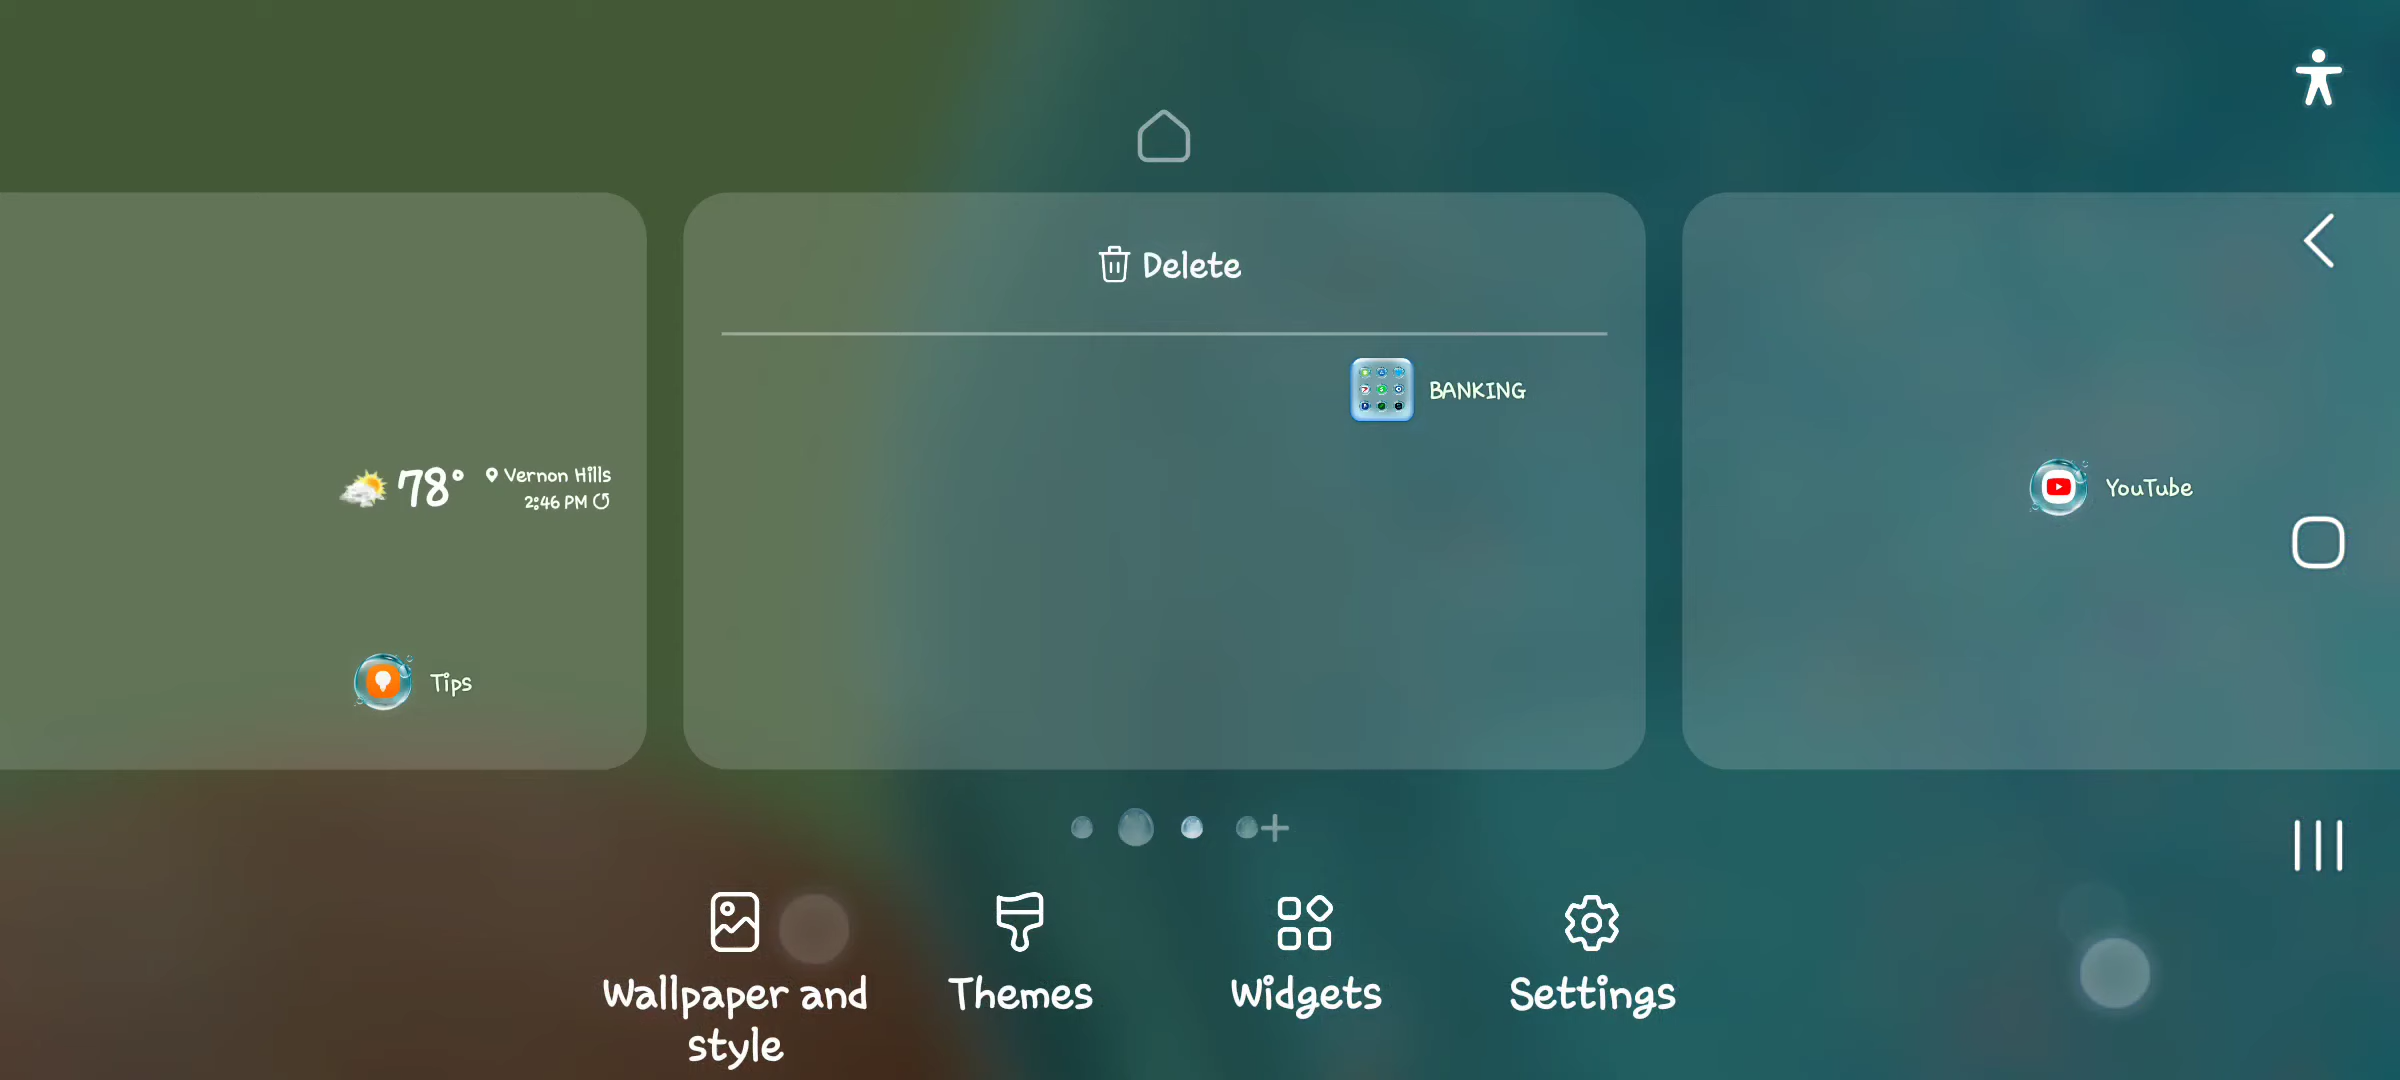 Delete
BANKING
78°
Vernon Hills
2:46 PM
YouTube
Tips
Wallpaper and
style
Themes
Widgets
Settings